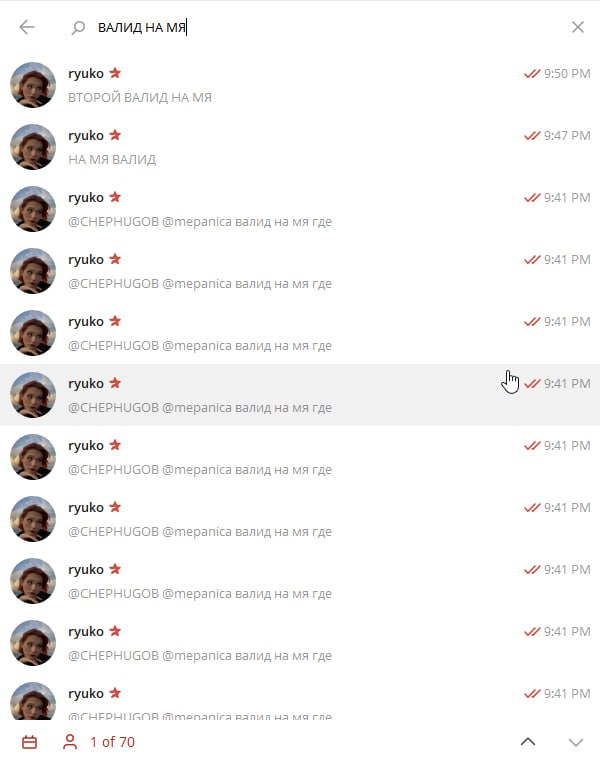 ВАЛИД НА МЯ
ryuko
9:50 PM
ВТОРОЙ ВАЛИД НА МЯ
ryuko
9:47 PM
НА МЯ ВАЛИД
ryuko
9:41 PM
@CHEPHUGOB @mepanica валид на мя где
ryuko
9:41 PM
@CHEPHUGOB @mepanica валид на мя где
ryuko
9:41 PM
@CHEPHUGOB @mepanica валид на мя где
ryuko
9:41 PM
@CHEPHUGOB @mepanica валид на мя где
ryuko
9:41 PM
@CHEPHUGOB @mepanica валид на мя где
ryuko
9:41 PM
@CHEPHUGOB @mepanica валид на мя где
ryuko
9:41 PM
@CHEPHUGOB @mepanica валид на мя где
ryuko
9:41 PM
@CHEPHUGOB @mepanica валид на мя где
ryuko
9:41 PM
@CHEPHUGOB @mepanica валид на мя где
1 of 70